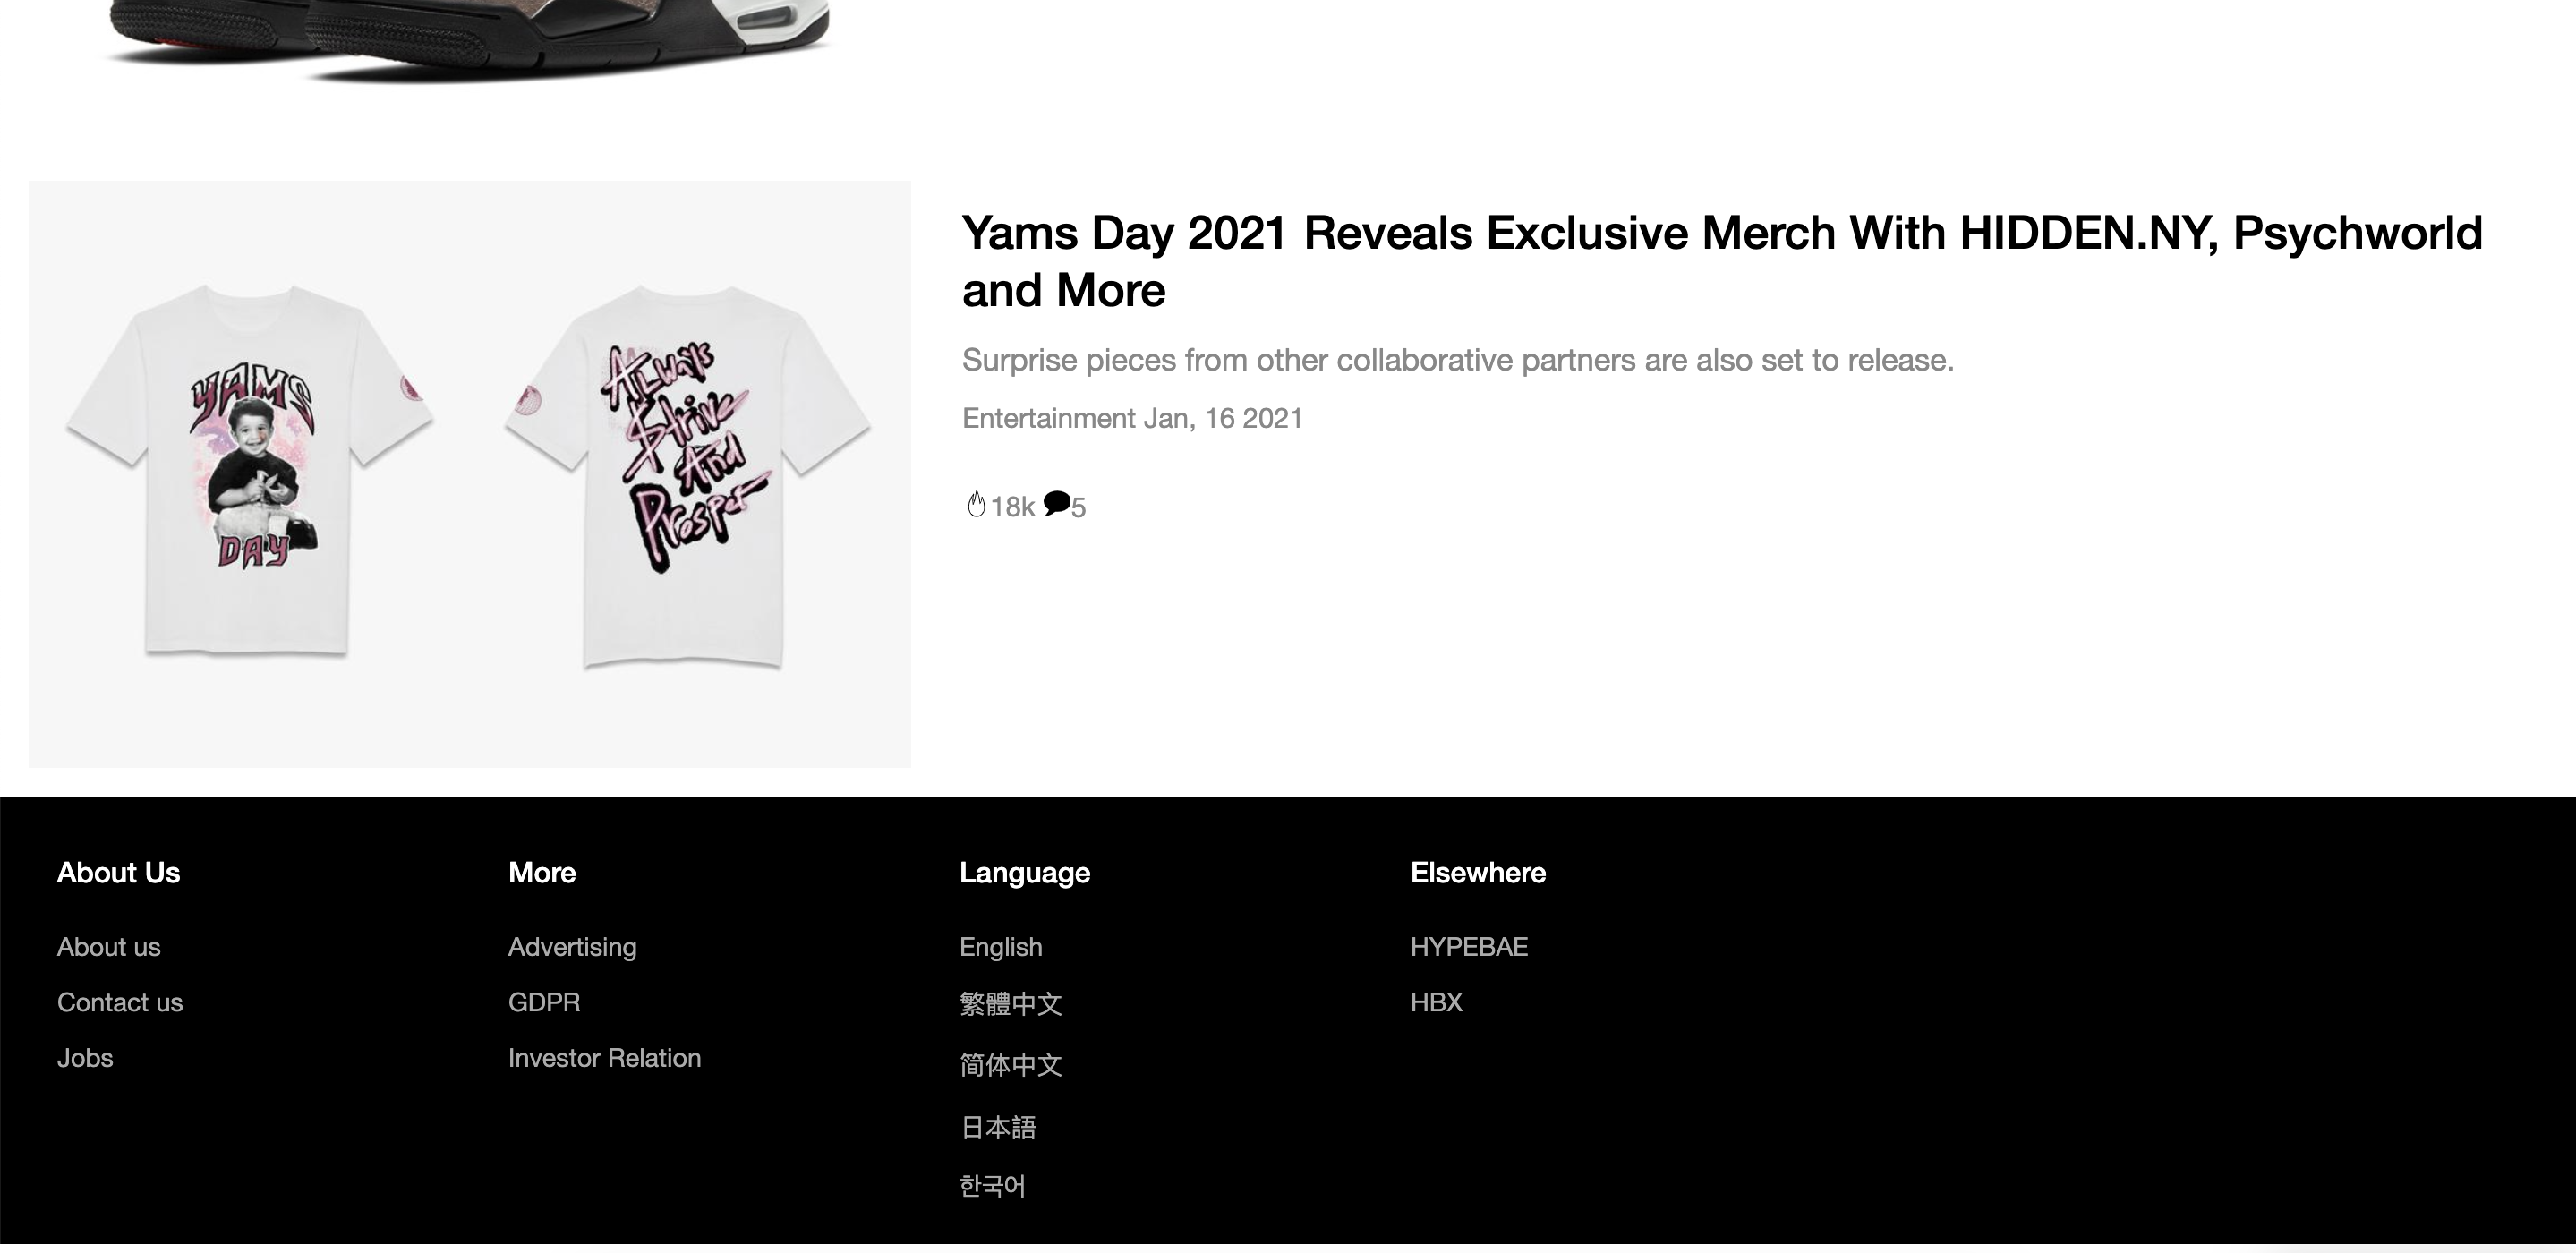 YAMS
DAY
Always
$trive
And
Prosper
Yams Day 2021 Reveals Exclusive Merch With HIDDEN.NY, Psychworld
and More
Surprise pieces from other collaborative partners are also set to release.
Entertainment Jan, 16 2021
18k 5
About Us
About us
Contact us
Jobs
More
Advertising
GDPR
Investor Relation
Language
English
繁體中文
简体中文
日本語
한국어
Elsewhere
HYPEBAE
HBX